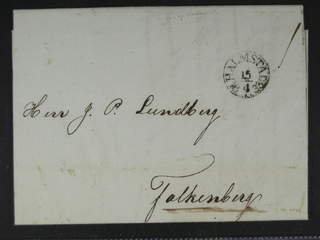 HALMSTAD
15
4
Herr J. P. Lundberg
Falkenberg